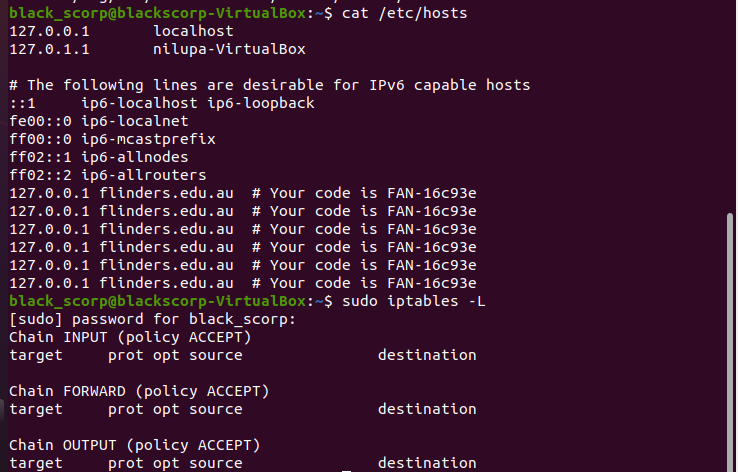 black_scorp@blackscorp-VirtualBox:~$ cat /etc/hosts
127.0.0.1 localhost
127.0.1.1 nilupa-VirtualBox
# The following lines are desirable for IPv6 capable hosts
::1 ip6-localhost ip6-loopback
fe00::0 ip6-localnet
ff00::0 ip6-mcastprefix
ff02::1 ip6-allnodes
ff02::2 ip6-allrouters
127.0.0.1 flinders.edu.au # Your code is FAN-16c93e
127.0.0.1 flinders.edu.au # Your code is FAN-16c93e
127.0.0.1 flinders.edu.au # Your code is FAN-16c93e
127.0.0.1 flinders.edu.au # Your code is FAN-16c93e
127.0.0.1 flinders.edu.au # Your code is FAN-16c93e
127.0.0.1 flinders.edu.au # Your code is FAN-16c93e
black_scorp@blackscorp-VirtualBox:~$ sudo iptables -L
[sudo] password for black_scorp:
Chain INPUT (policy ACCEPT)
target prot opt source destination
Chain FORWARD (policy ACCEPT)
target prot opt source destination
Chain OUTPUT (policy ACCEPT)
target prot opt source destination